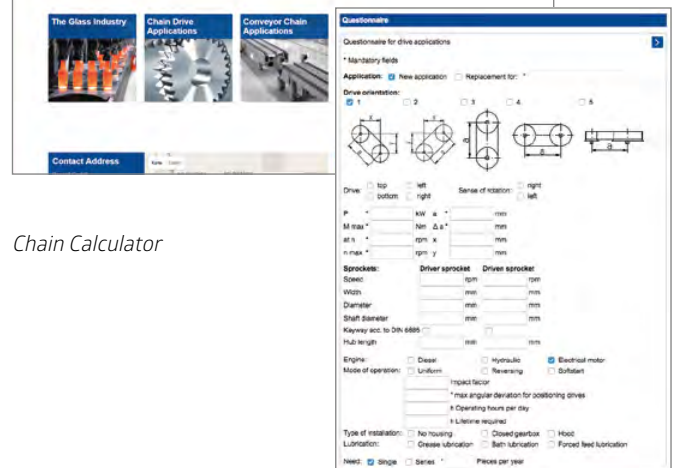 The Glass Industry
Chain Drive
Applications
Conveyor Chain
Applications
Contact Address
Chain Calculator
Questionnaire
Questionnaire for drive applications
* Mandatory fields
Application: New application Replacement for: *
Drive orientation:
1 2 3 4 5
x x a a a
Drive: top left Sense of rotation: right
bottom right left
P * kW a * mm
M max * Nm Δ a * mm
at n * rpm x mm
n max * rpm y mm
Sprockets: Driver sprocket Driven sprocket
Speed rpm rpm
Width mm mm
Diameter mm mm
Shaft diameter mm mm
Keyway acc. to DIN 6885
Hub length mm mm
Engine: Diesel Hydraulic Electrical motor
Mode of operation: Uniform Reversing Softstart
Impact factor
* max angular deviation for positioning drives
h Operating hours per day
h Lifetime required
Type of installation: No housing Closed gearbox Hood
Lubrication: Grease lubrication Bath lubrication Forced feed lubrication
Need: Single Series * Pieces per year